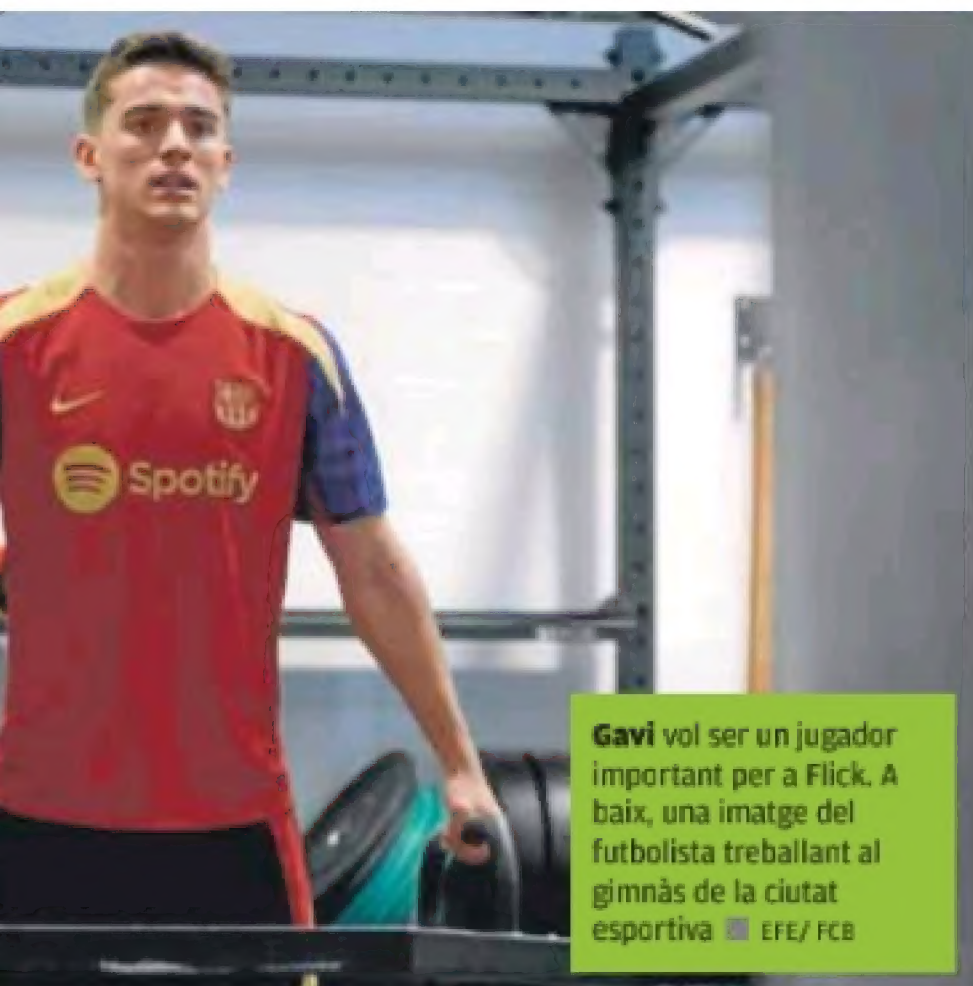 Spotify
Gavi vol ser un jugador
important per a Flick. A
baix, una imatge del
futbolista treballant al
gimnàs de la ciutat
esportiva EFE/ FCB